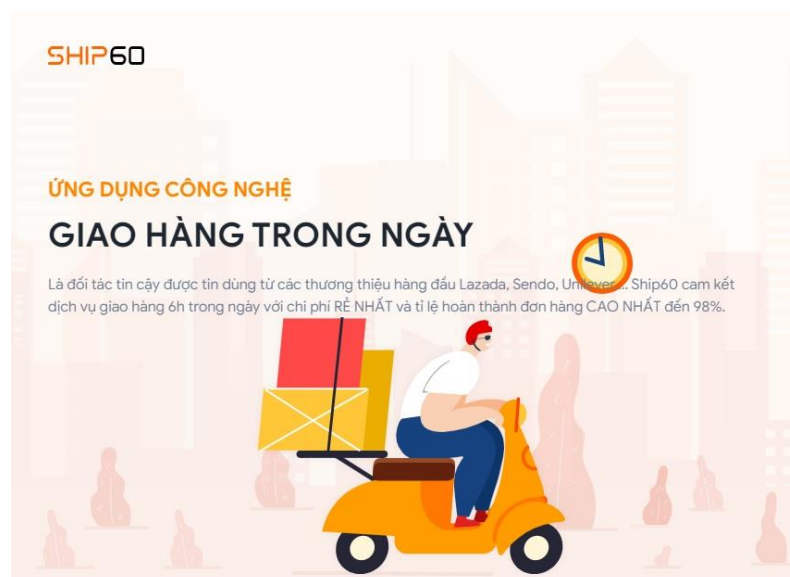 SHIP60
ỨNG DỤNG CÔNG NGHỆ
GIAO HÀNG TRONG NGÀY
Là đối tác tin cậy được tin dùng từ các thương thiệu hàng đầu Lazada, Sendo, Unilever... Ship60 cam kết
dịch vụ giao hàng 6h trong ngày với chi phí RẺ NHẤT và tỉ lệ hoàn thành đơn hàng CAO NHẤT đến 98%.